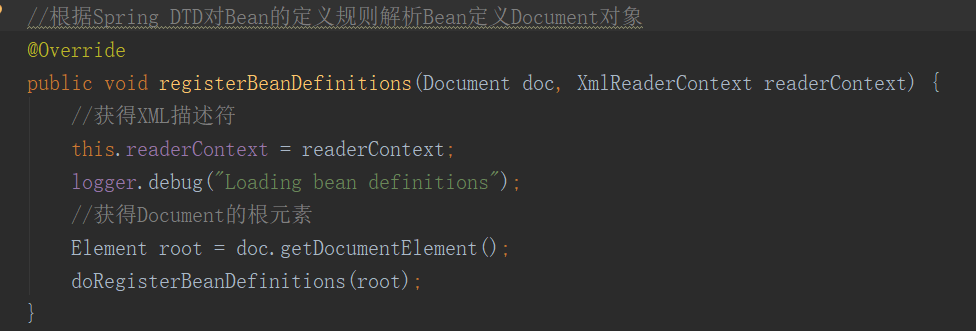 //根据Spring DTD对Bean的定义规则解析Bean定义Document对象
@Override
public void registerBeanDefinitions(Document doc, XmlReaderContext readerContext) {
//获得XML描述符
this.readerContext = readerContext;
logger.debug("Loading bean definitions");
//获得Document的根元素
Element root = doc.getDocumentElement();
doRegisterBeanDefinitions(root);
}